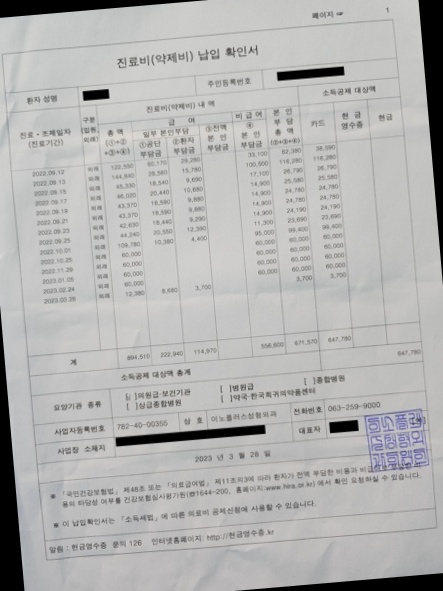 페이지 1
진료비(약제비) 납입 확인서
환자 성명 주민등록번호
진료·조제일자 (진료기간) 구분 (입원, 외래) 진료비(약제비) 내 역 소득공제 대상액
총 액 (①+②+③+④) 급 여 비 급 여 본 인 부 담 총 액 (②+③+④) 카드 현 금 영수증 현금
일부 본인부담 ③전액 본 인 부담금 ④ 본 인 부담금
①공단 부담금 ②환자 부담금
2022.09.12 외래 122,550 60,170 29,280 33,100 62,380
2022.09.13 외래 144,840 28,560 15,780 100,500 116,280 116,280
2022.09.15 외래 45,330 18,540 9,690 17,100 26,790 26,790
2022.09.17 외래 46,020 20,440 10,680 14,900 25,580 25,580
2022.09.19 외래 43,370 18,590 9,880 14,900 24,780 24,780
2022.09.21 외래 43,370 18,590 9,880 14,900 24,780 24,780
2022.09.23 외래 42,630 18,440 9,290 14,900 24,190 24,190
2022.09.25 외래 44,240 20,550 12,390 11,300 23,690 23,690
2022.10.01 외래 109,780 10,380 4,400 95,000 99,400 99,400
2022.10.25 외래 60,000 60,000 60,000 60,000
2022.11.29 외래 60,000 60,000 60,000 60,000
2023.01.05 외래 60,000 60,000 60,000 60,000
2023.02.24 외래 60,000 60,000 60,000 60,000
2023.03.28 외래 12,380 8,680 3,700 3,700 3,700
계 894,510 222,940 114,970 556,600 671,570 647,780
소득공제 대상액 총계 647,780
요양기관 종류 [ ]의원급·보건기관 [ ]병원급 [ ]종합병원
[ ]상급종합병원 [ ]약국·한국희귀의약품센터
사업자등록번호 782-40-00355 상 호 이노플러스성형외과 전화번호 063-259-9000
사업장 소재지 대표자
2023 년 3 월 28 일
※ 「국민건강보험법」 제48조 또는 「의료급여법」 제11조의3에 따라 환자가 전액 부담한 비용과
용의 타당성 여부를 건강보험심사평가원(☎1644-2000, 홈페이지:www.hira.or.kr)에서 확인 요청하실 수 있습니다.
※ 이 납입확인서는 「소득세법」에 따른 의료비 공제신청에 사용할 수 있습니다.
알림 : 현금영수증 문의 126 인터넷홈페이지: http://현금영수증.kr